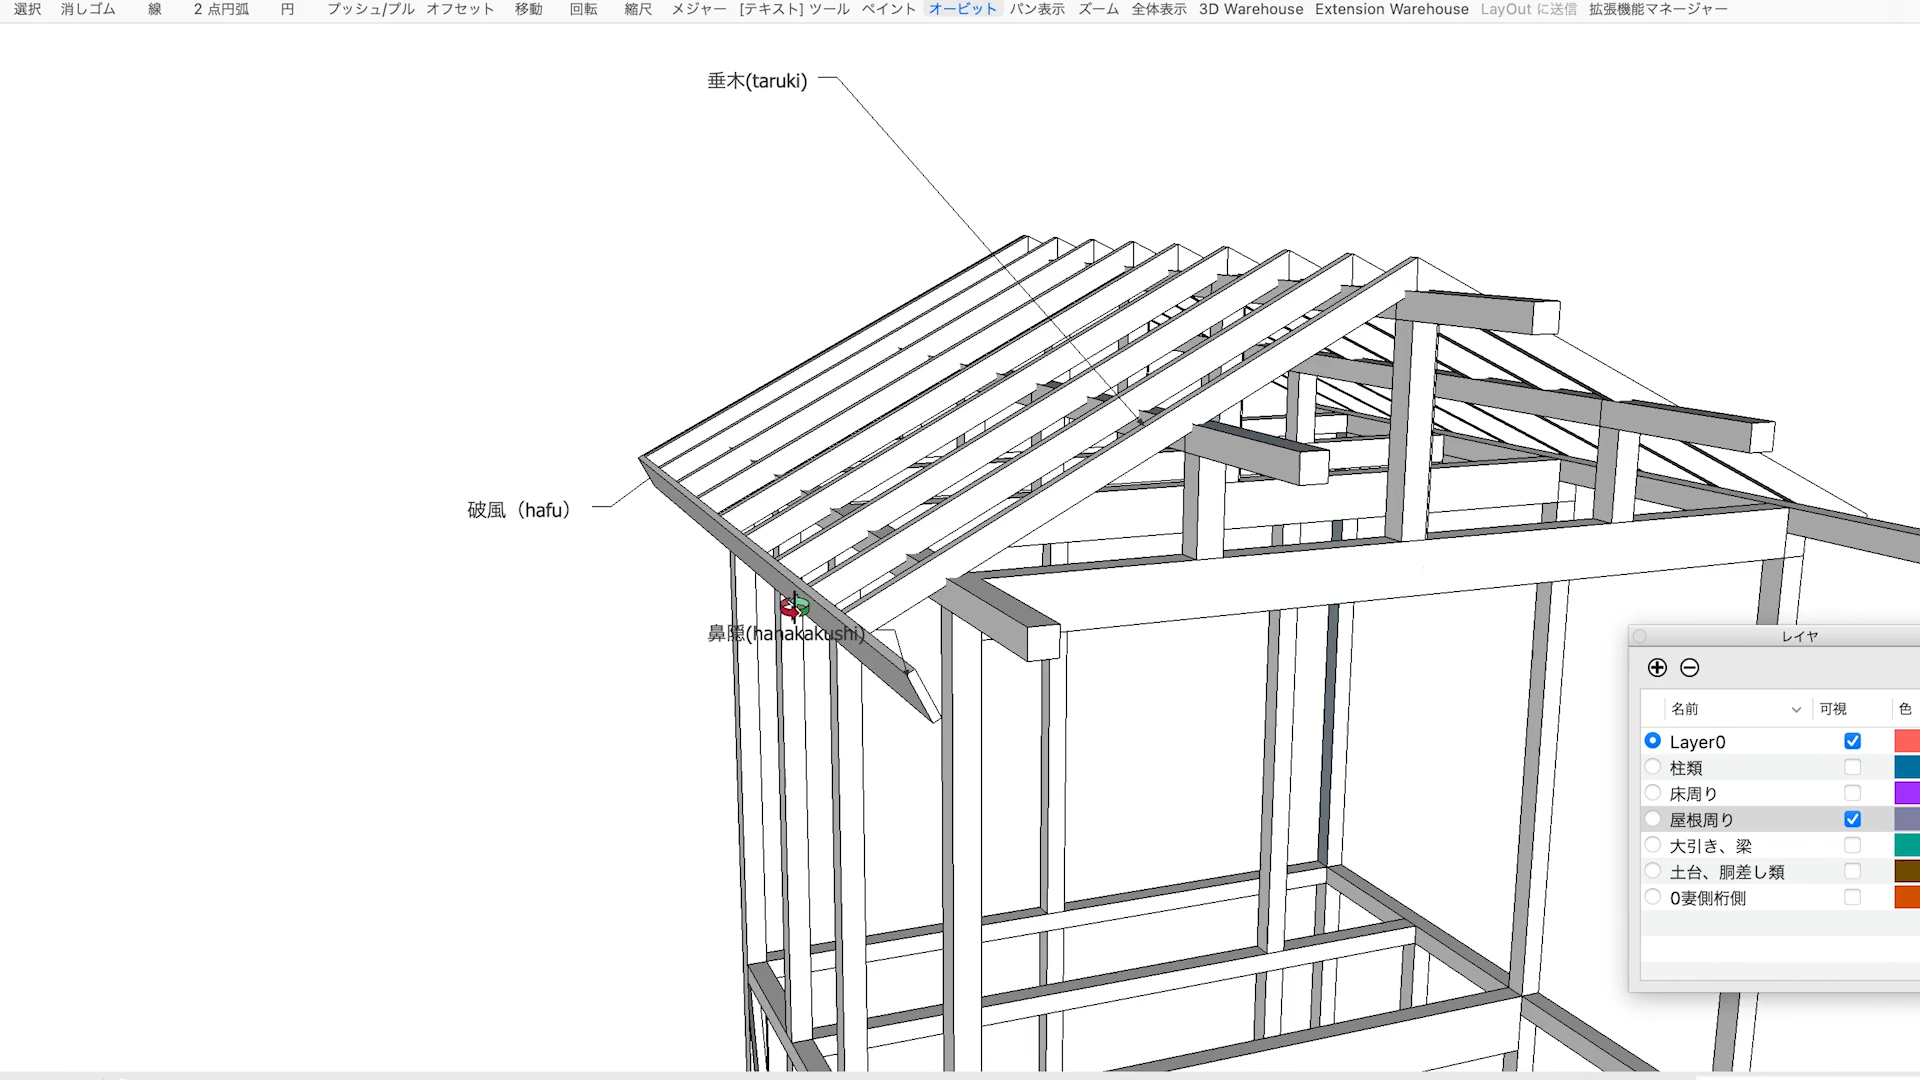 選択 消しゴム 線 2 点円弧 円 プッシュ/プル オフセット 移動 回転 縮尺 メジャー [テキスト] ツール ペイント オービット パン表示 ズーム 全体表示 3D Warehouse Extension Warehouse LayOut に送信 拡張機能マネージャー
垂木(taruki)
破風（hafu）
鼻隠(hanakakushi)
レイヤ
名前 可視 色
Layer0
柱類
床周り
屋根周り
大引き、梁
土台、胴差し類
0妻側桁側